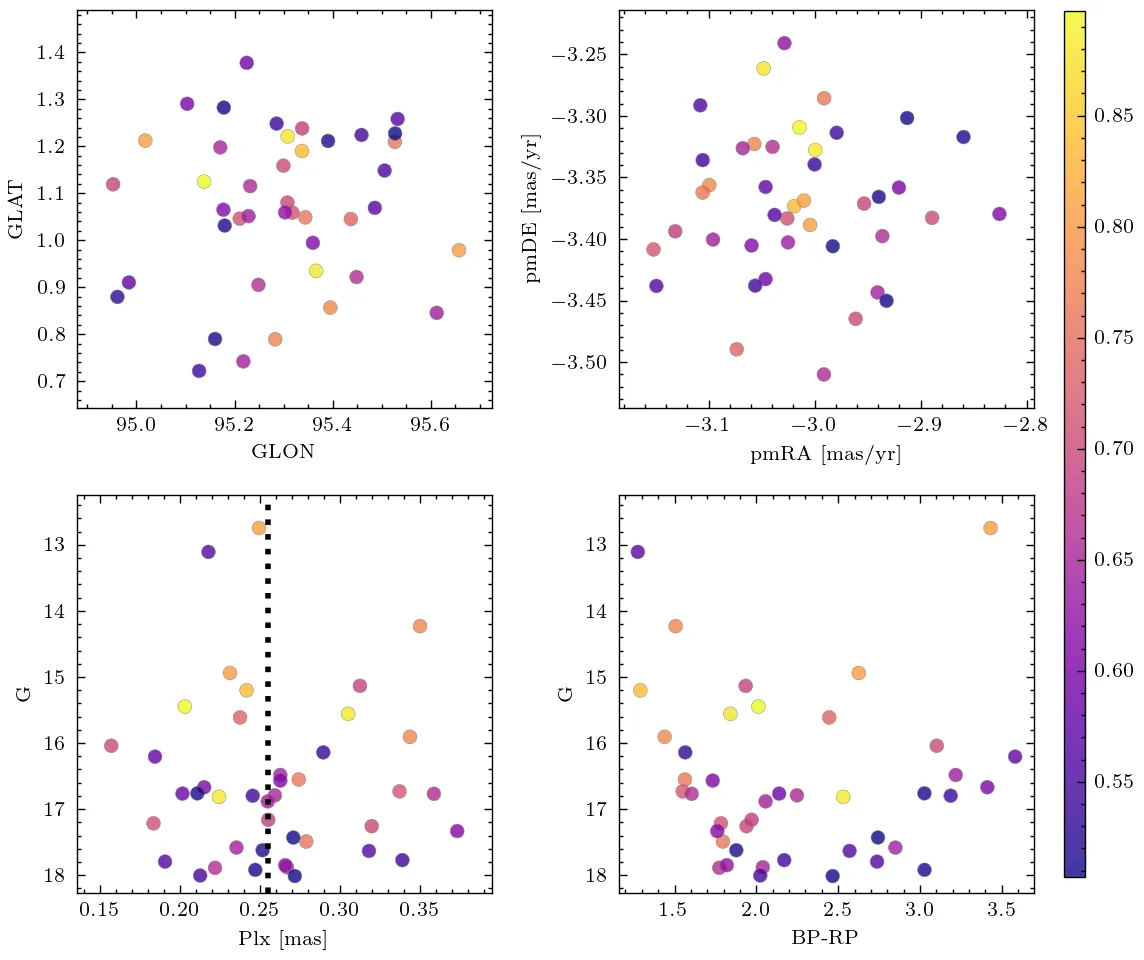 1.4
1.3
1.2
1.1
1.0
0.9
0.8
0.7
GLAT
95.0 95.2 95.4 95.6
GLON
−3.25
−3.30
−3.35
−3.40
−3.45
−3.50
pmDE [mas/yr]
−3.1 −3.0 −2.9 −2.8
pmRA [mas/yr]
0.85
0.80
0.75
0.70
0.65
0.60
0.55
13
14
15
16
17
18
G
0.15 0.20 0.25 0.30 0.35
Plx [mas]
13
14
15
16
17
18
G
1.5 2.0 2.5 3.0 3.5
BP-RP